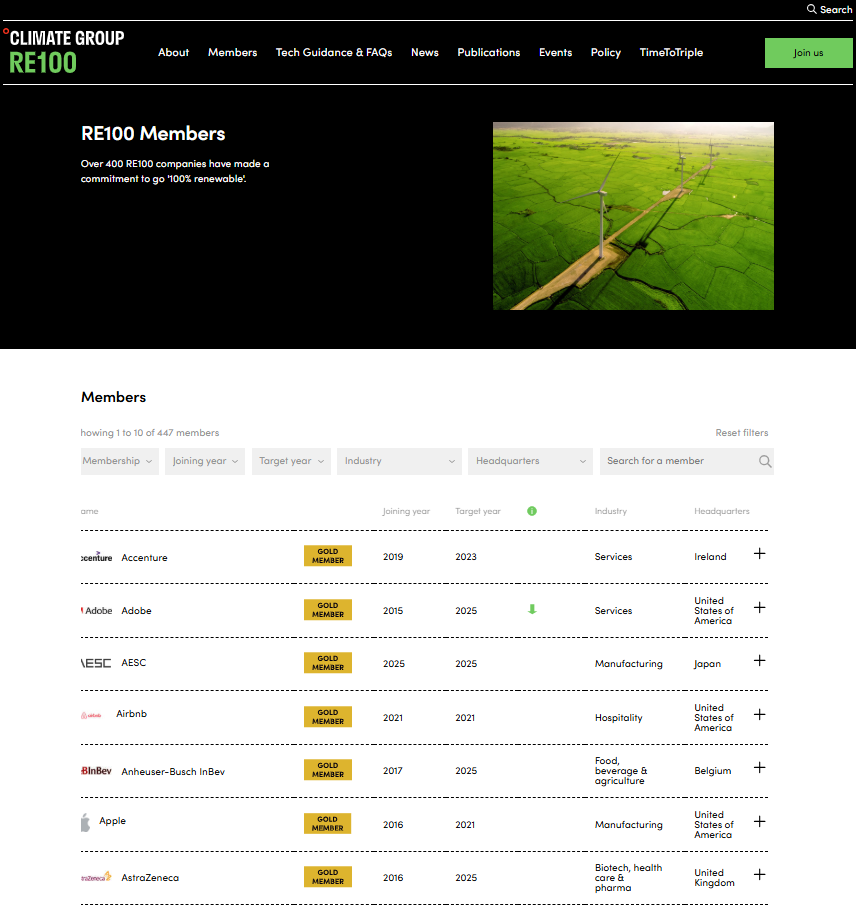 Search
CLIMATE GROUP
RE100
About Members Tech Guidance & FAQs News Publications Events Policy TimeToTriple
Join us
RE100 Members
Over 400 RE100 companies have made a
commitment to go '100% renewable'.
Members
howing 1 to 10 of 447 members Reset filters
Membership Joining year Target year Industry Headquarters Search for a member
ame Joining year Target year Industry Headquarters
ccenture Accenture GOLD MEMBER 2019 2023 Services Ireland
Adobe Adobe GOLD MEMBER 2015 2025 Services United States of America
AESC AESC GOLD MEMBER 2025 2025 Manufacturing Japan
airbnb Airbnb GOLD MEMBER 2021 2021 Hospitality United States of America
BInBev Anheuser-Busch InBev GOLD MEMBER 2017 2025 Food, beverage & agriculture Belgium
Apple GOLD MEMBER 2016 2021 Manufacturing United States of America
traZeneca AstraZeneca GOLD MEMBER 2016 2025 Biotech, health care & pharma United Kingdom